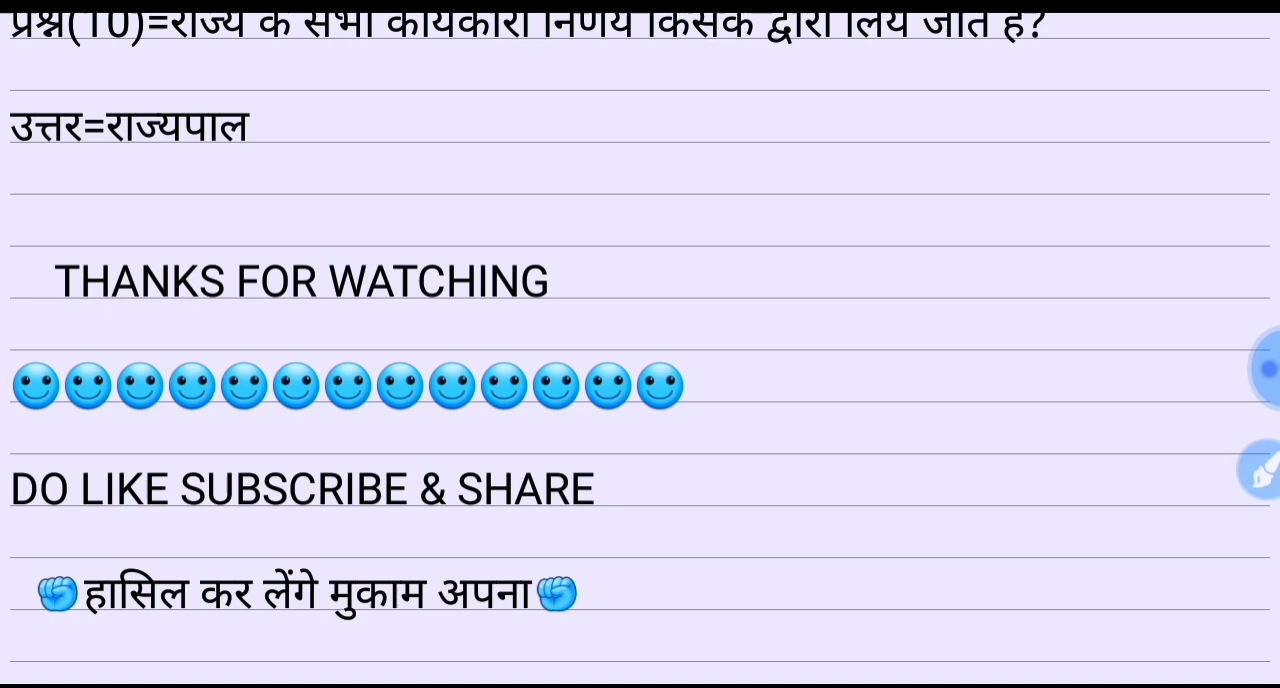 प्रश्न(10)=राज्य के सभी कार्यकारी निर्णय किसके द्वारा लिये जाते है?
उत्तर=राज्यपाल
THANKS FOR WATCHING
DO LIKE SUBSCRIBE & SHARE
हासिल कर लेंगे मुकाम अपना